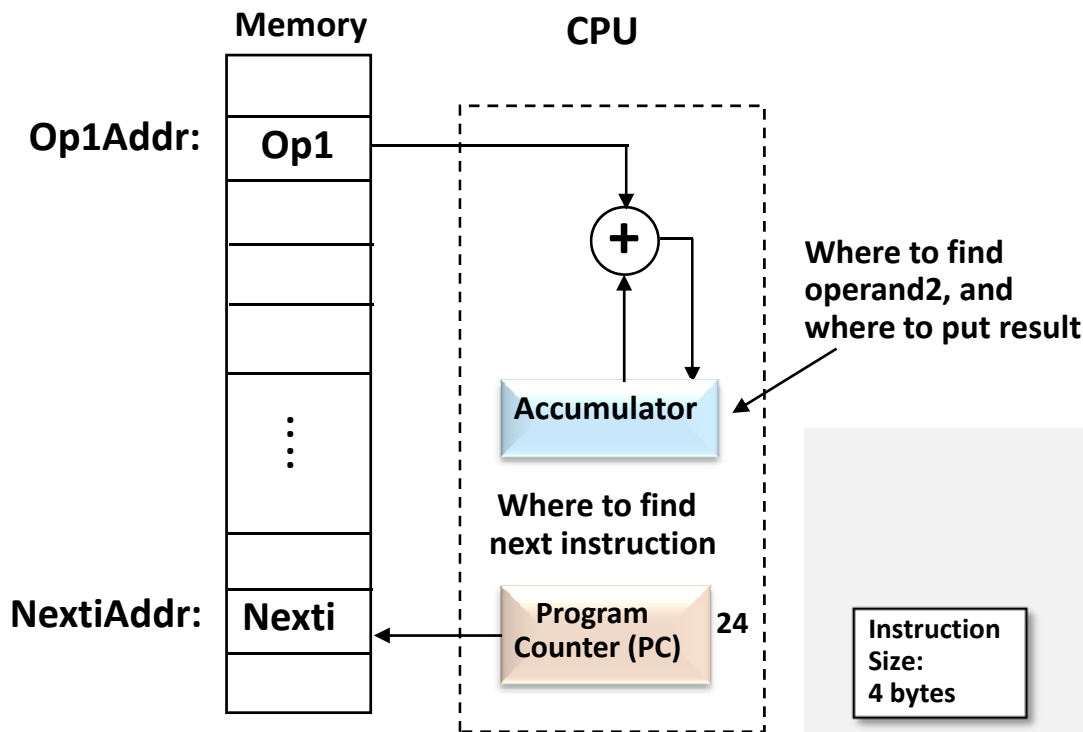 Memory
CPU
Op1Addr:
Op1
+
Where to find
operand2, and
where to put result
Accumulator
Where to find
next instruction
NextiAddr:
Nexti
Program
Counter (PC)
24
Instruction
Size:
4 bytes